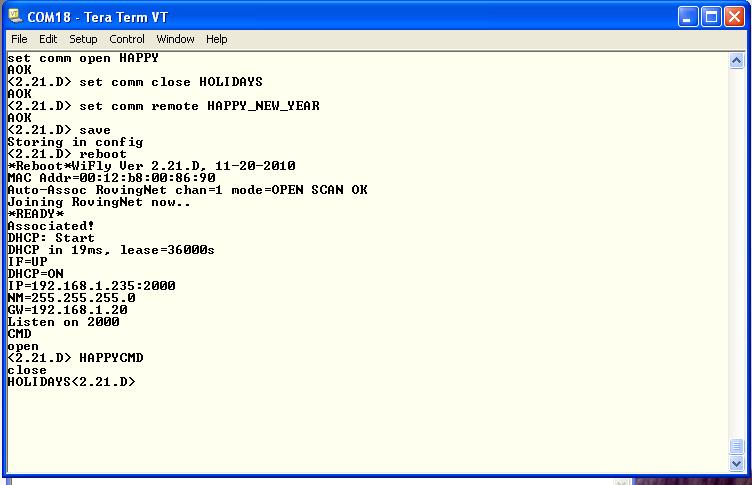 COM18 - Tera Term VT
File Edit Setup Control Window Help
set comm open HAPPY
AOK
<2.21.D> set comm close HOLIDAYS
AOK
<2.21.D> set comm remote HAPPY_NEW_YEAR
AOK
<2.21.D> save
Storing in config
<2.21.D> reboot
*Reboot*WiFly Ver 2.21.D, 11-20-2010
MAC Addr=00:12:b8:00:86:90
Auto-Assoc RovingNet chan=1 mode=OPEN SCAN OK
Joining RovingNet now..
*READY*
Associated!
DHCP: Start
DHCP in 19ms, lease=36000s
IF=UP
DHCP=ON
IP=192.168.1.235:2000
NM=255.255.255.0
GW=192.168.1.20
Listen on 2000
CMD
open
<2.21.D> HAPPYCMD
close
HOLIDAYS<2.21.D>